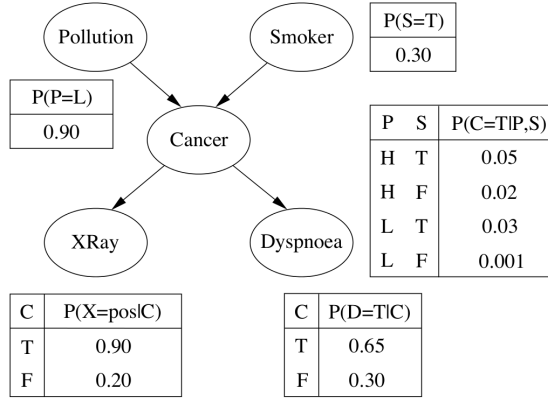 Pollution
Smoker
P(S=T)
0.30
P(P=L)
0.90
Cancer
P S P(C=T|P,S)
H T 0.05
H F 0.02
L T 0.03
L F 0.001
XRay
Dyspnoea
C P(X=pos|C)
T 0.90
F 0.20
C P(D=T|C)
T 0.65
F 0.30